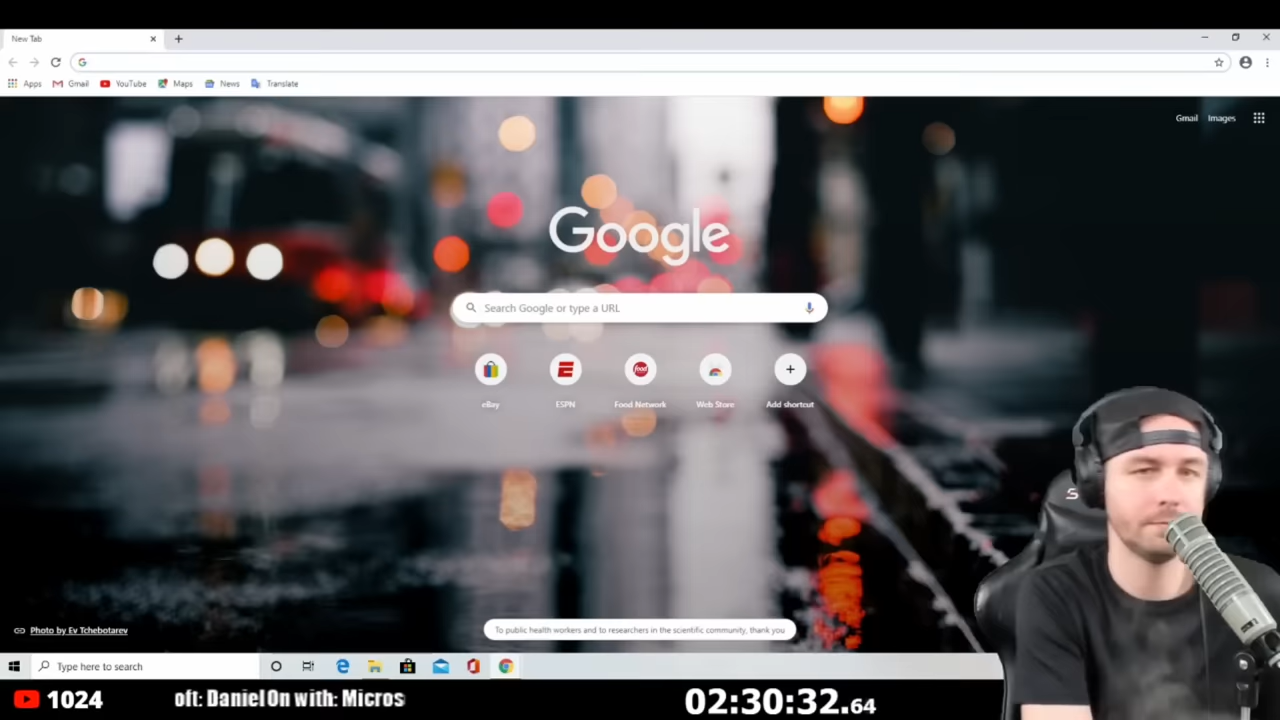 New Tab
Apps Gmail YouTube Maps News Translate
Gmail Images
Google
Search Google or type a URL
eBay ESPN Food Network Web Store Add shortcut
Photo by Ev Tchebotarev
To public health workers and to researchers in the scientific community, thank you
Type here to search
1024 oft: Daniel On with: Micros 02:30:32.64